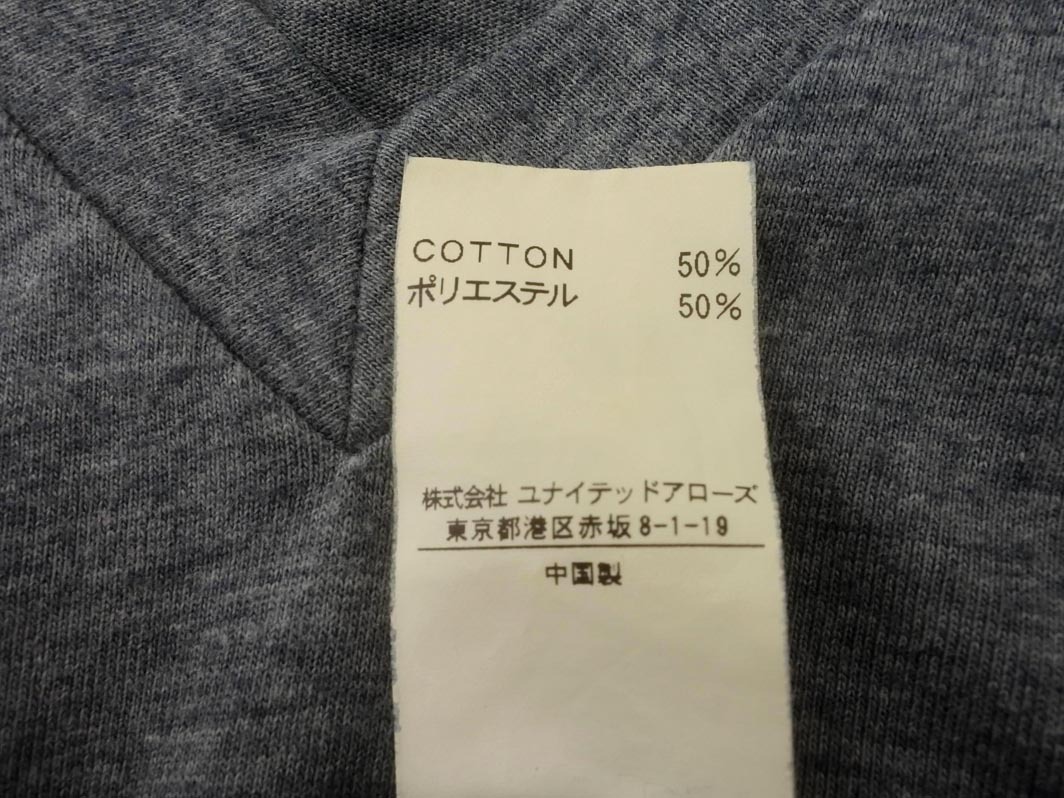 COTTON 50%
ポリエステル 50%
株式会社 ユナイテッドアローズ
東京都港区赤坂8-1-19
中国製